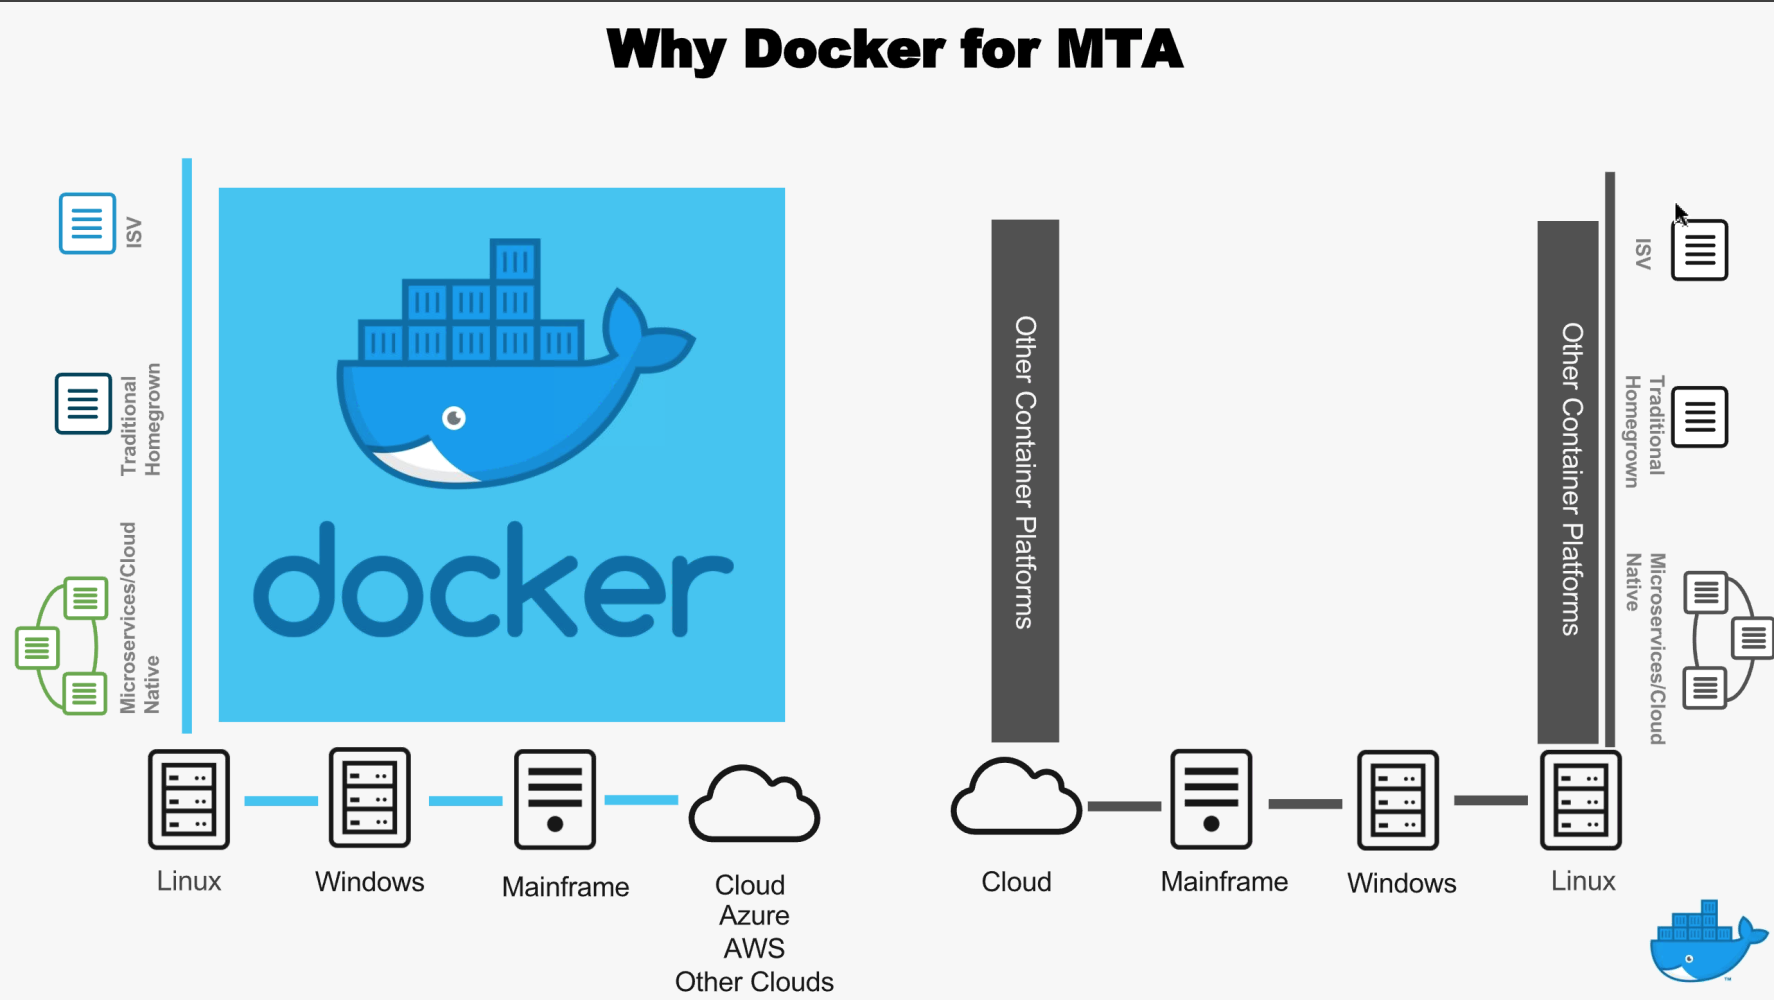 Why Docker for MTA
ISV
Traditional
Homegrown
Microservices/Cloud
Native
docker
Linux
Windows
Mainframe
Cloud
Azure
AWS
Other Clouds
Other Container Platforms
Other Container Platforms
ISV
Traditional
Homegrown
Microservices/Cloud
Native
Cloud
Mainframe
Windows
Linux
TM